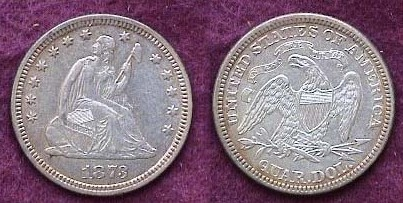 1873
UNITED STATES OF AMERICA
QUAR. DOL.